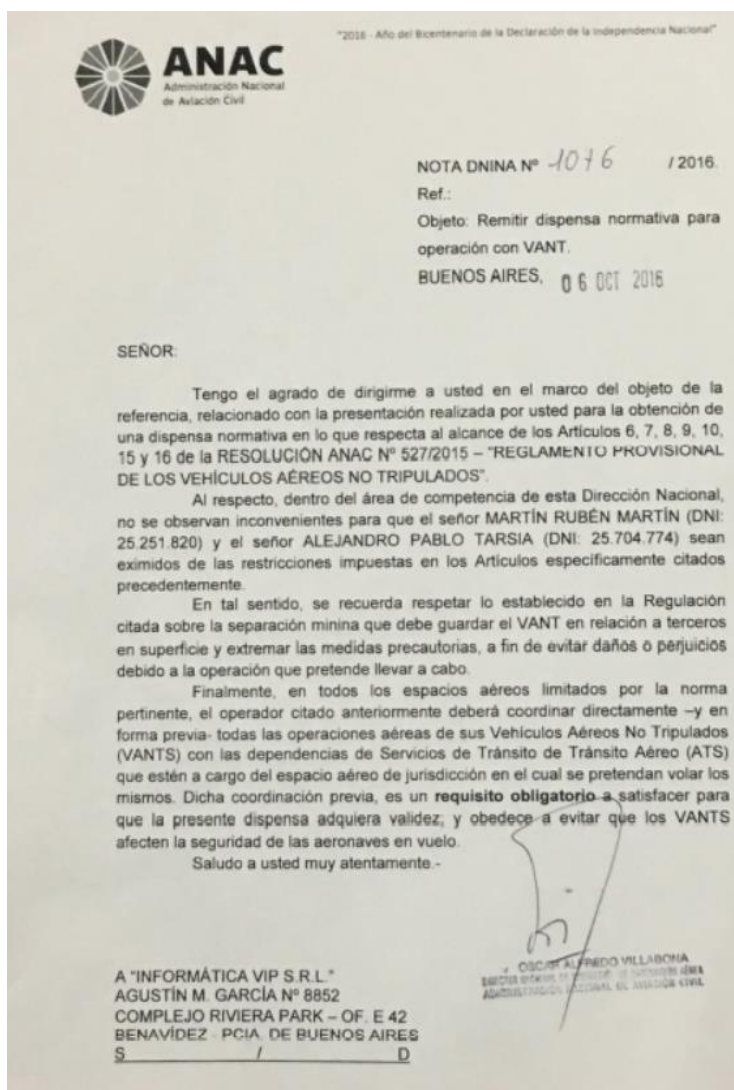 "2016 - Año del Bicentenario de la Declaración de la Independencia Nacional"
ANAC
Administración Nacional
de Aviación Civil
NOTA DNINA Nº 1076 / 2016.
Ref.:
Objeto: Remitir dispensa normativa para
operación con VANT.
BUENOS AIRES, 06 OCT 2016
SEÑOR:
Tengo el agrado de dirigirme a usted en el marco del objeto de la
referencia, relacionado con la presentación realizada por usted para la obtención de
una dispensa normativa en lo que respecta al alcance de los Artículos 6, 7, 8, 9, 10,
15 y 16 de la RESOLUCIÓN ANAC Nº 527/2015 – "REGLAMENTO PROVISIONAL
DE LOS VEHÍCULOS AÉREOS NO TRIPULADOS".
Al respecto, dentro del área de competencia de esta Dirección Nacional,
no se observan inconvenientes para que el señor MARTÍN RUBÉN MARTÍN (DNI:
25.251.820) y el señor ALEJANDRO PABLO TARSIA (DNI: 25.704.774) sean
eximidos de las restricciones impuestas en los Artículos específicamente citados
precedentemente.
En tal sentido, se recuerda respetar lo establecido en la Regulación
citada sobre la separación minina que debe guardar el VANT en relación a terceros
en superficie y extremar las medidas precautorias, a fin de evitar daños o perjuicios
debido a la operación que pretende llevar a cabo.
Finalmente, en todos los espacios aéreos limitados por la norma
pertinente, el operador citado anteriormente deberá coordinar directamente –y en
forma previa- todas las operaciones aéreas de sus Vehículos Aéreos No Tripulados
(VANTS) con las dependencias de Servicios de Tránsito de Tránsito Aéreo (ATS)
que estén a cargo del espacio aéreo de jurisdicción en el cual se pretendan volar los
mismos. Dicha coordinación previa, es un requisito obligatorio a satisfacer para
que la presente dispensa adquiera validez; y obedece a evitar que los VANTS
afecten la seguridad de las aeronaves en vuelo.
Saludo a usted muy atentamente.-
OSCAR ALFREDO VILLABONA
ADMINISTRACIÓN NACIONAL DE AVIACIÓN CIVIL
A "INFORMÁTICA VIP S.R.L."
AGUSTÍN M. GARCÍA Nº 8852
COMPLEJO RIVIERA PARK – OF. E 42
BENAVÍDEZ - PCIA. DE BUENOS AIRES
S / D